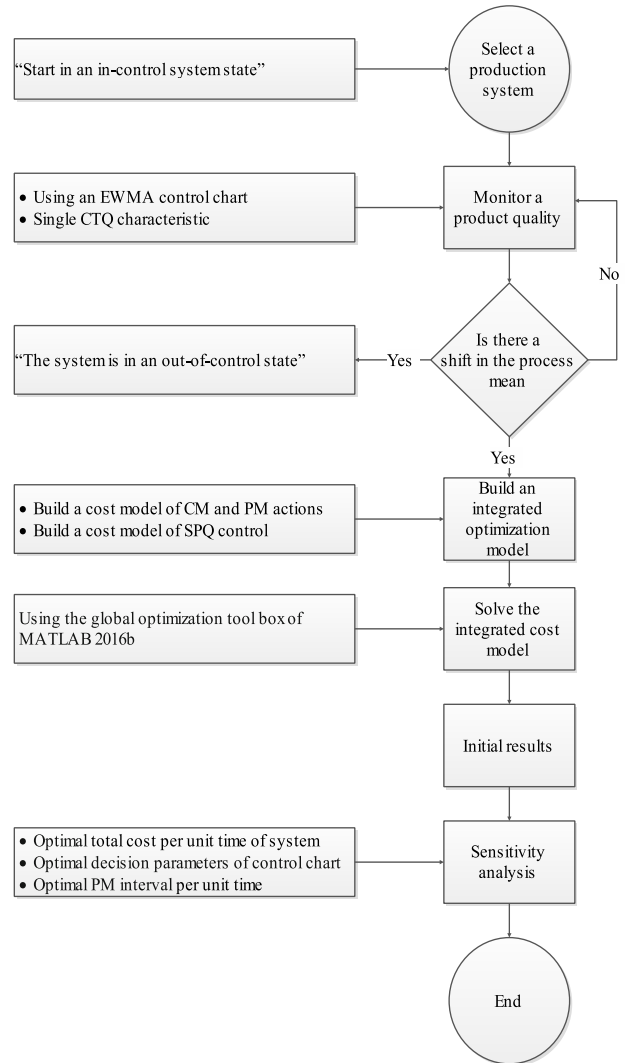 “Start in an in-control system state”
Select a
production
system
• Using an EWMA control chart
• Single CTQ characteristic
Monitor a
product quality
No
“The system is in an out-of-control state”
Yes
Is there a
shift in the process
mean
Yes
• Build a cost model of CM and PM actions
• Build a cost model of SPQ control
Build an
integrated
optimization
model
Using the global optimization tool box of
MATLAB 2016b
Solve the
integrated cost
model
Initial results
• Optimal total cost per unit time of system
• Optimal decision parameters of control chart
• Optimal PM interval per unit time
Sensitivity
analysis
End